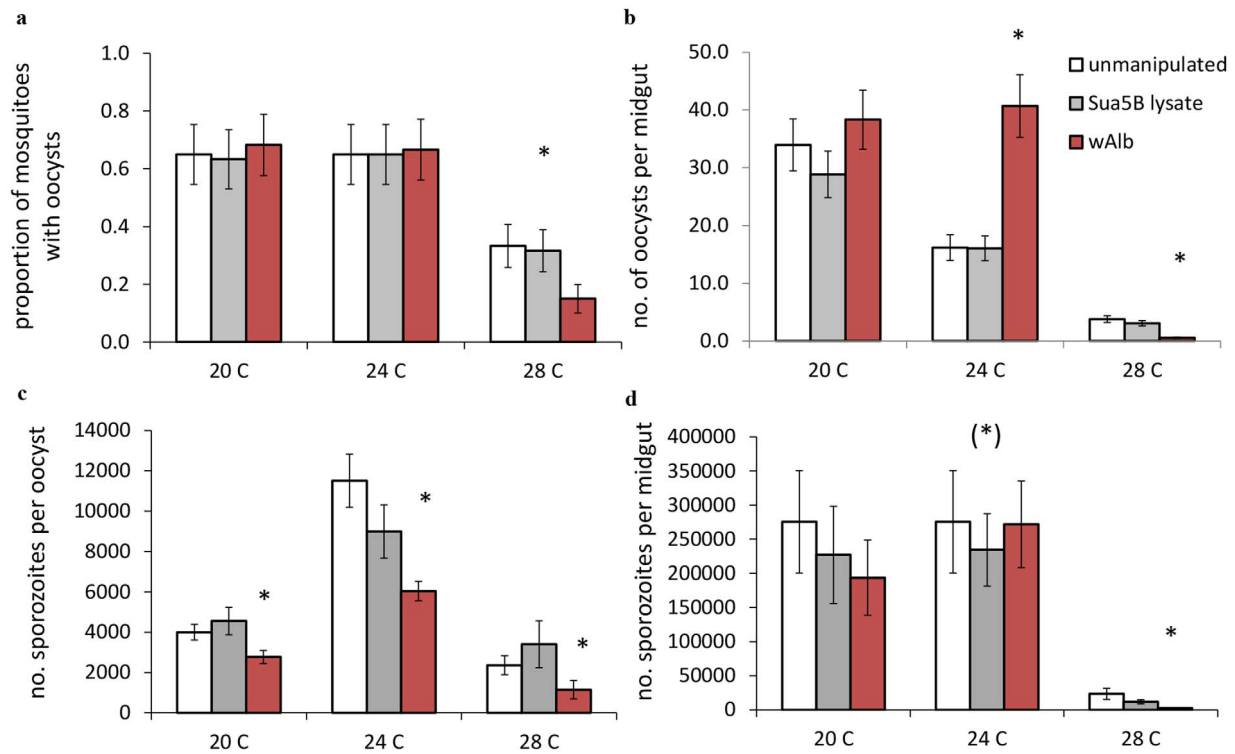 a
proportion of mosquitoes
with oocysts
1.0
0.8
0.6
0.4
0.2
0.0
*
20 C
24 C
28 C
b
no. of oocysts per midgut
50.0
40.0
30.0
20.0
10.0
0.0
*
*
unmanipulated
Sua5B lysate
wAlb
20 C
24 C
28 C
c
no. sporozoites per oocyst
14000
12000
10000
8000
6000
4000
2000
0
*
*
*
20 C
24 C
28 C
d
no. sporozoites per midgut
400000
350000
300000
250000
200000
150000
100000
50000
0
(*)
*
20 C
24 C
28 C